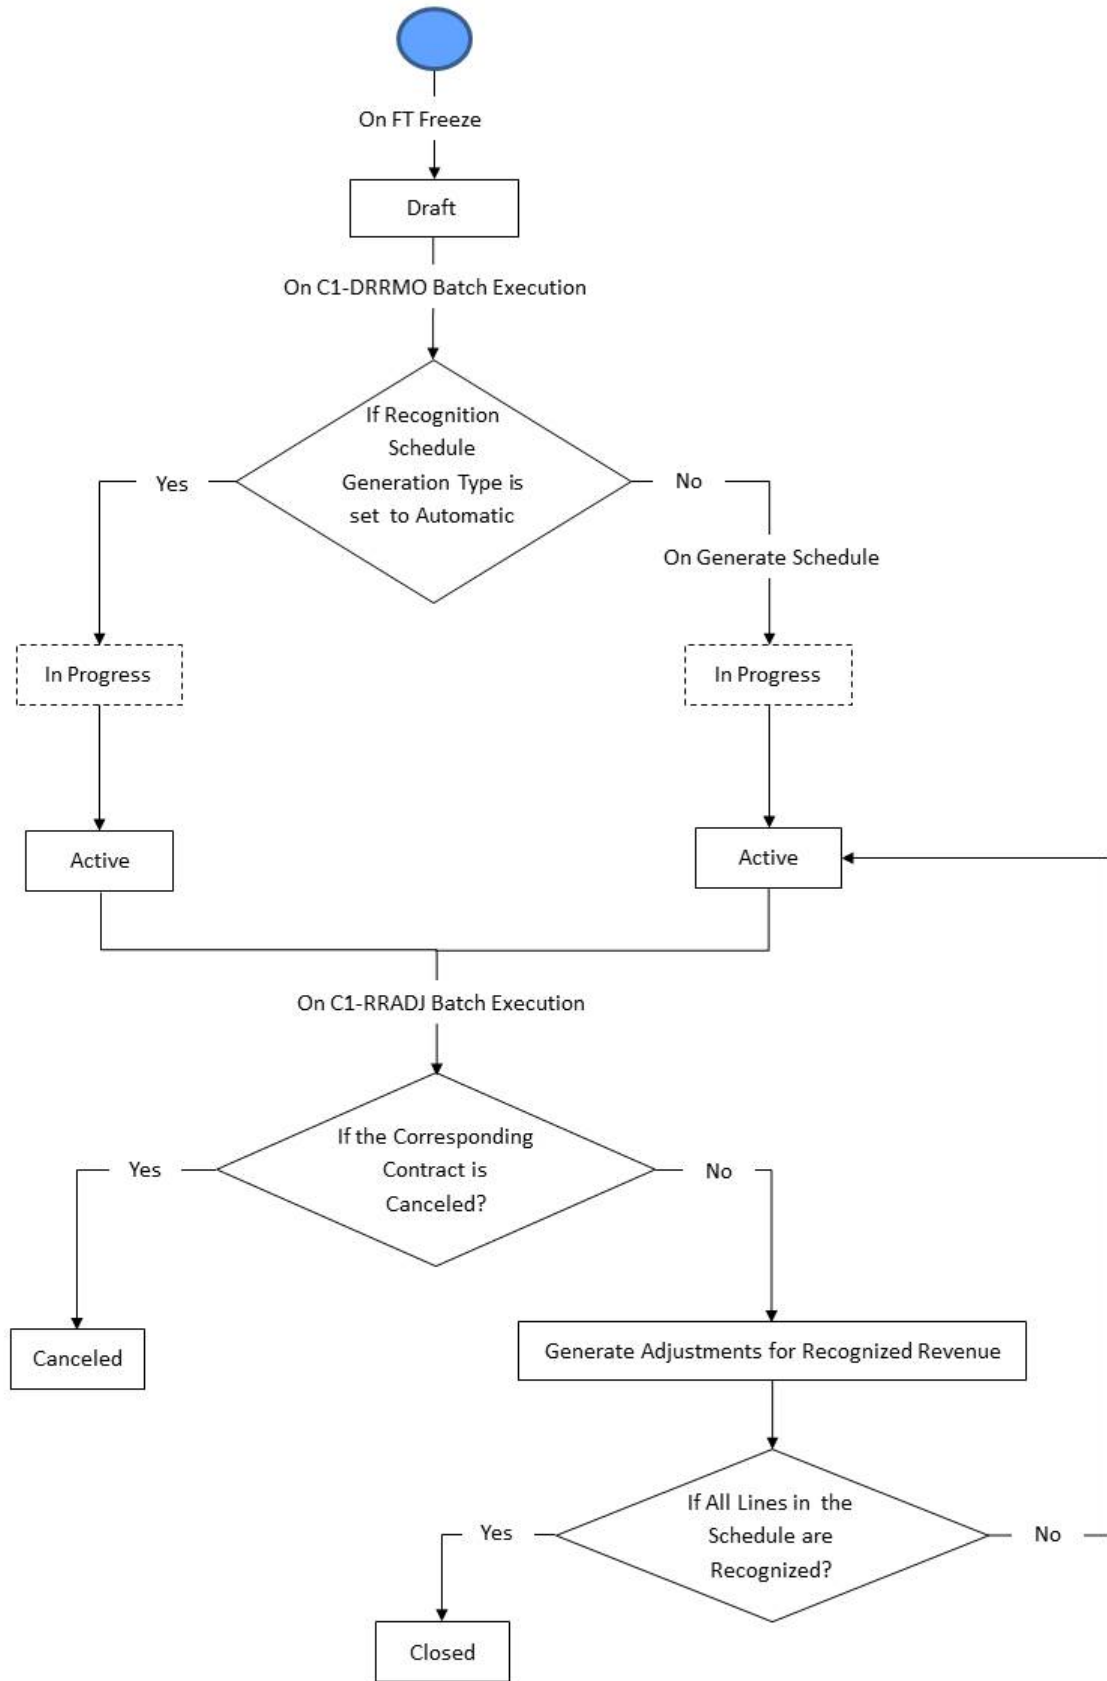 On FT Freeze
Draft
On C1-DRRMO Batch Execution
If Recognition
Schedule
Generation Type is
set to Automatic
Yes
No
On Generate Schedule
In Progress
In Progress
Active
Active
On C1-RRADJ Batch Execution
If the Corresponding
Contract is
Canceled?
Yes
No
Canceled
Generate Adjustments for Recognized Revenue
If All Lines in the
Schedule are
Recognized?
Yes
No
Closed